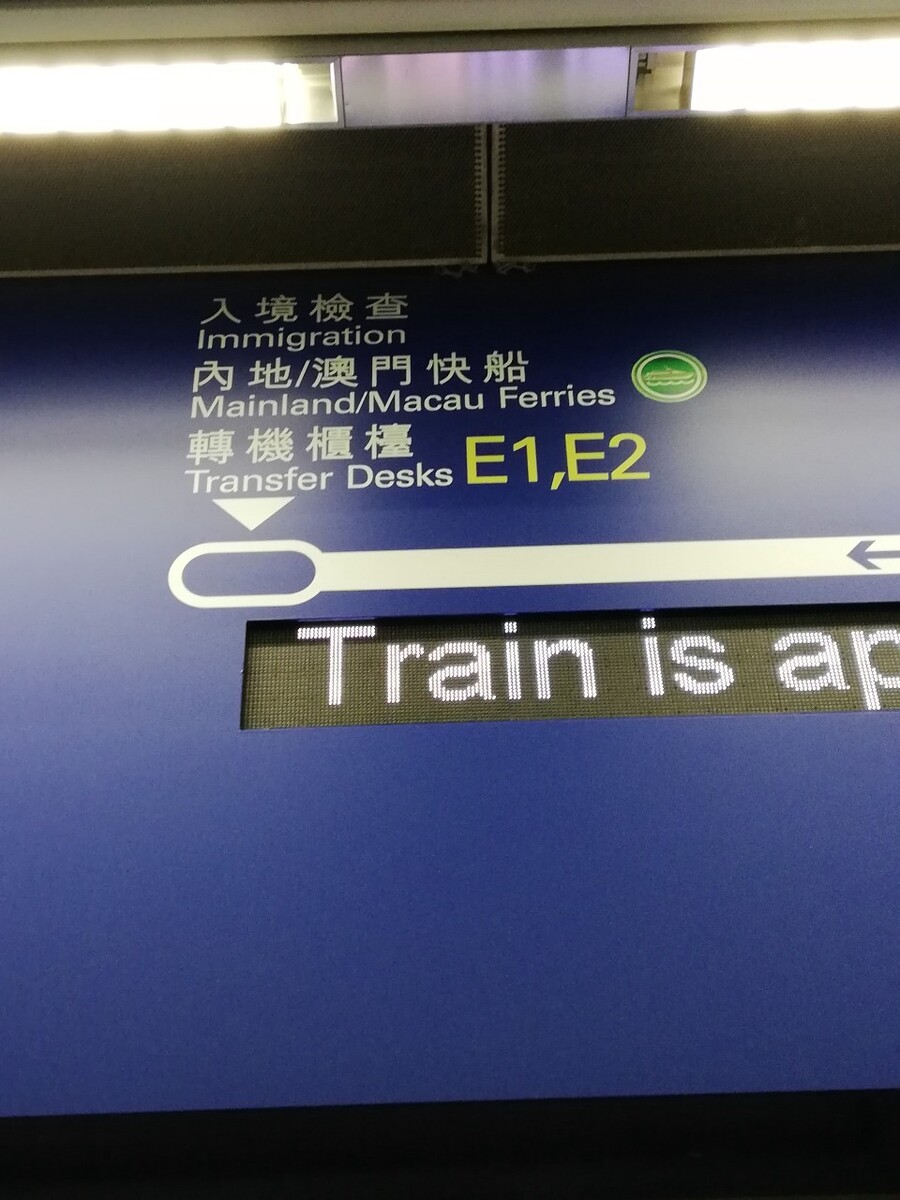 入境檢查
Immigration
內地/澳門快船
Mainland/Macau Ferries
轉機櫃檯
Transfer Desks E1,E2
Train is ap